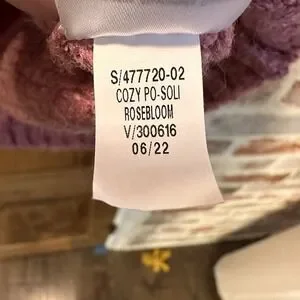 S/477720-02
COZY PO-SOLI
ROSEBLOOM
V/300616
06/22